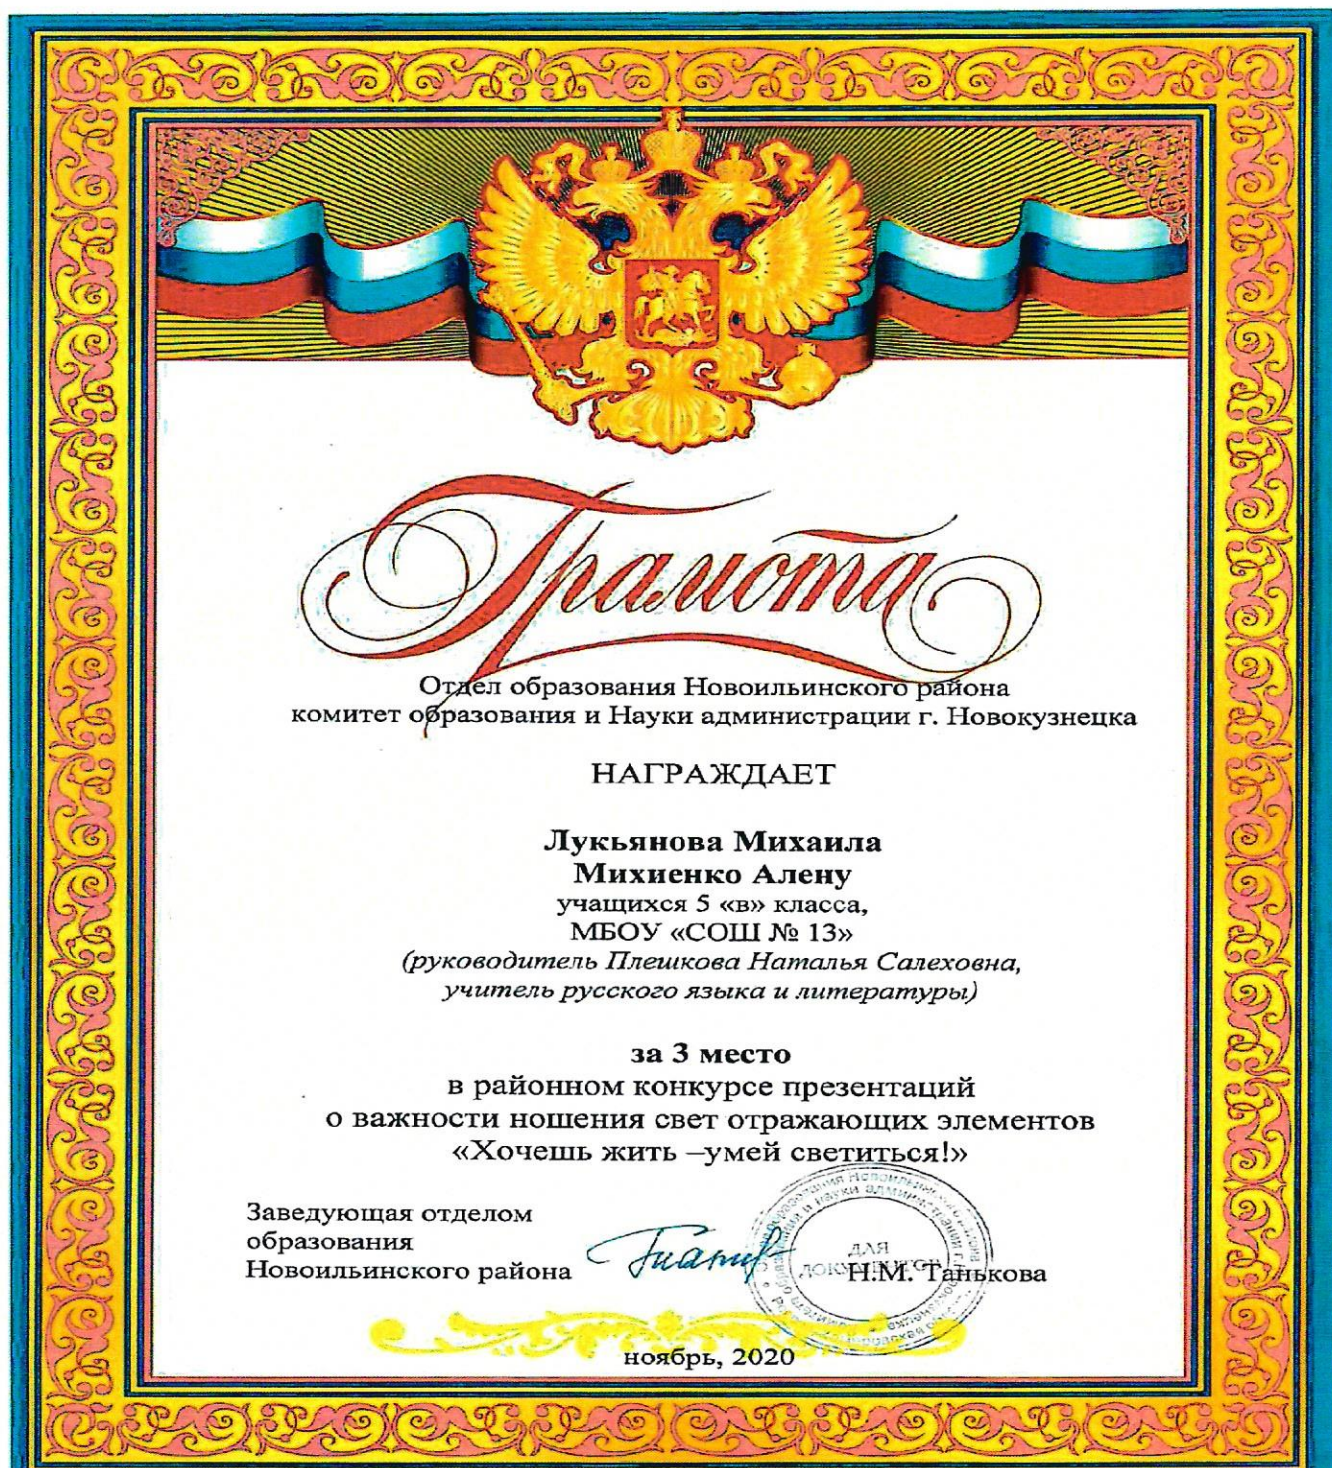 Грамота
Отдел образования Новоильинского района
комитет образования и Науки администрации г. Новокузнецка
НАГРАЖДАЕТ
Лукьянова Михаила
Михиенко Алену
учащихся 5 «в» класса,
МБОУ «СОШ № 13»
(руководитель Плешкова Наталья Салеховна,
учитель русского языка и литературы)
за 3 место
в районном конкурсе презентаций
о важности ношения свет отражающих элементов
«Хочешь жить –умей светиться!»
Заведующая отделом
образования
Новоильинского района
Н.М. Танькова
ДЛЯ
ДОКУМЕНТОВ
ноябрь, 2020